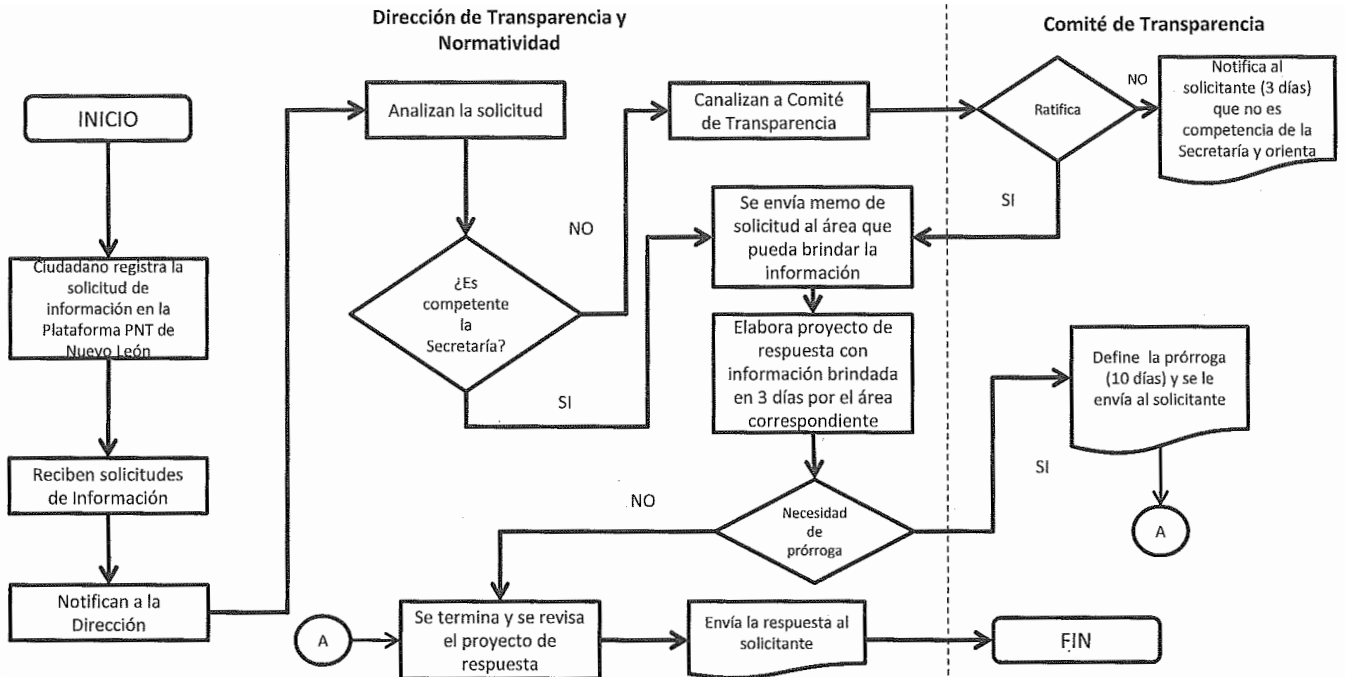 Dirección de Transparencia y
Normatividad
Comité de Transparencia
INICIO
Ciudadano registra la
solicitud de
información en la
Plataforma PNT de
Nuevo León
Reciben solicitudes
de Información
Notifican a la
Dirección
Analizan la solicitud
¿Es
competente
la
Secretaría?
NO
SI
Canalizan a Comité
de Transparencia
Ratifica
NO
Notifica al
solicitante (3 días)
que no es
competencia de la
Secretaría y orienta
SI
Se envía memo de
solicitud al área que
pueda brindar la
información
Elabora proyecto de
respuesta con
información brindada
en 3 días por el área
correspondiente
Necesidad
de
prórroga
NO
SI
Define la prórroga
(10 días) y se le
envía al solicitante
A
A
Se termina y se revisa
el proyecto de
respuesta
Envía la respuesta al
solicitante
FIN